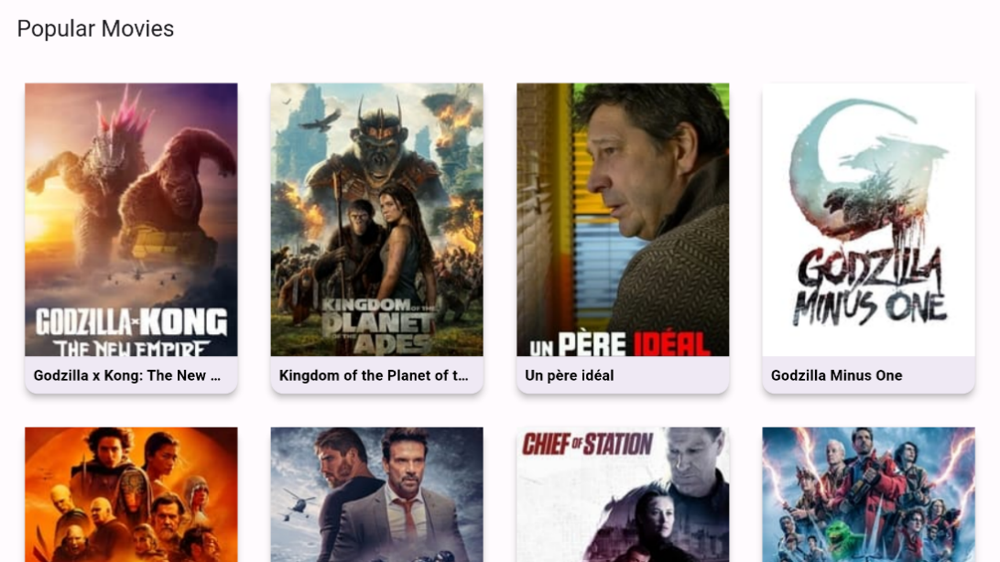 Popular Movies
GODZILLA x KONG
THE NEW EMPIRE
KINGDOM OF THE
PLANET
OF THE APES
UN PÈRE IDÉAL
GODZILLA
MINUS ONE
Godzilla x Kong: The New ...
Kingdom of the Planet of t...
Un père idéal
Godzilla Minus One
CHIEF OF STATION